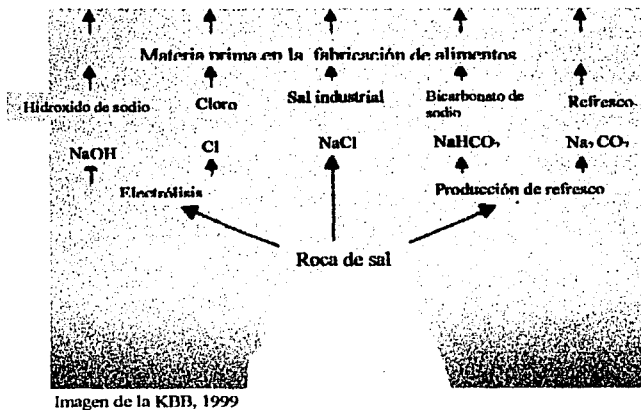 Materia prima en la fabricación de alimentos
Hidroxido de sodio Cloro Sal industrial Bicarbonato de sodio Refresco
NaOH Cl NaCl NaHCO₃ Na₂CO₃
Electrólisis Producción de refresco
Roca de sal
Imagen de la KBB, 1999